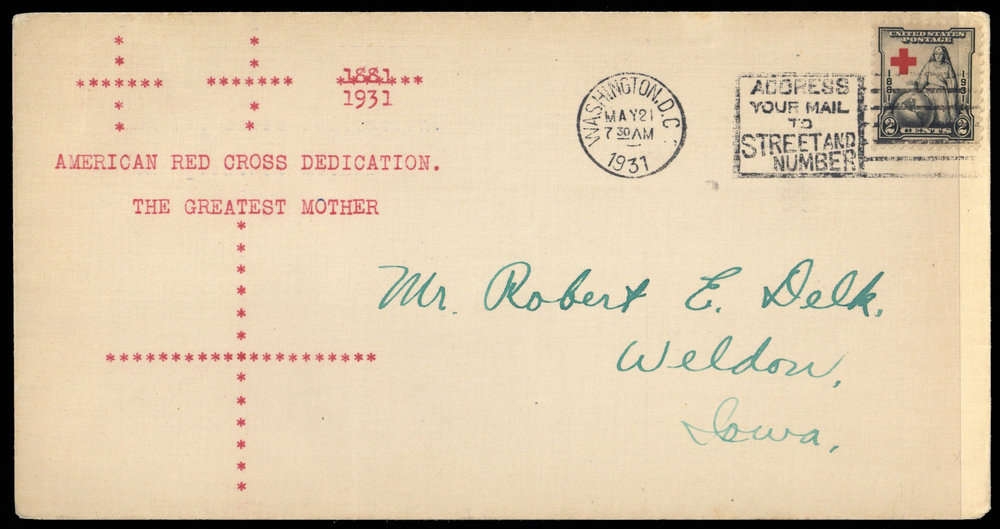 1881
1931
AMERICAN RED CROSS DEDICATION.
THE GREATEST MOTHER
WASHINGTON, D.C.
MAY 21
7 30 AM
1931
ADDRESS
YOUR MAIL
TO
STREET AND
NUMBER
UNITED STATES
POSTAGE
1881
1931
2 CENTS 2
Mr. Robert E. Delk,
Weldon,
Iowa,